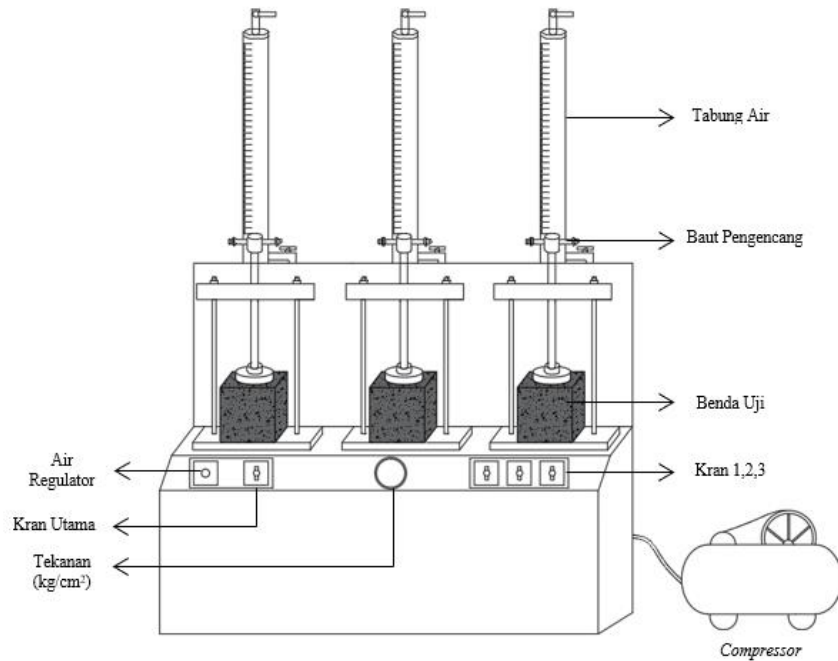 Tabung Air
Baut Pengencang
Benda Uji
Air
Regulator
Kran 1,2,3
Kran Utama
Tekanan
(kg/cm²)
Compressor